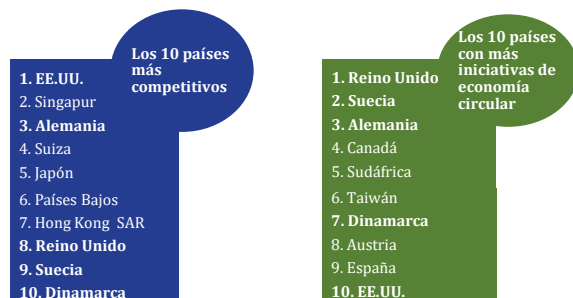 Los 10 países
más
competitivos
1. EE.UU.
2. Singapur
3. Alemania
4. Suiza
5. Japón
6. Países Bajos
7. Hong Kong SAR
8. Reino Unido
9. Suecia
10. Dinamarca
Los 10 países
con más
iniciativas de
economía
circular
1. Reino Unido
2. Suecia
3. Alemania
4. Canadá
5. Sudáfrica
6. Taiwán
7. Dinamarca
8. Austria
9. España
10. EE.UU.